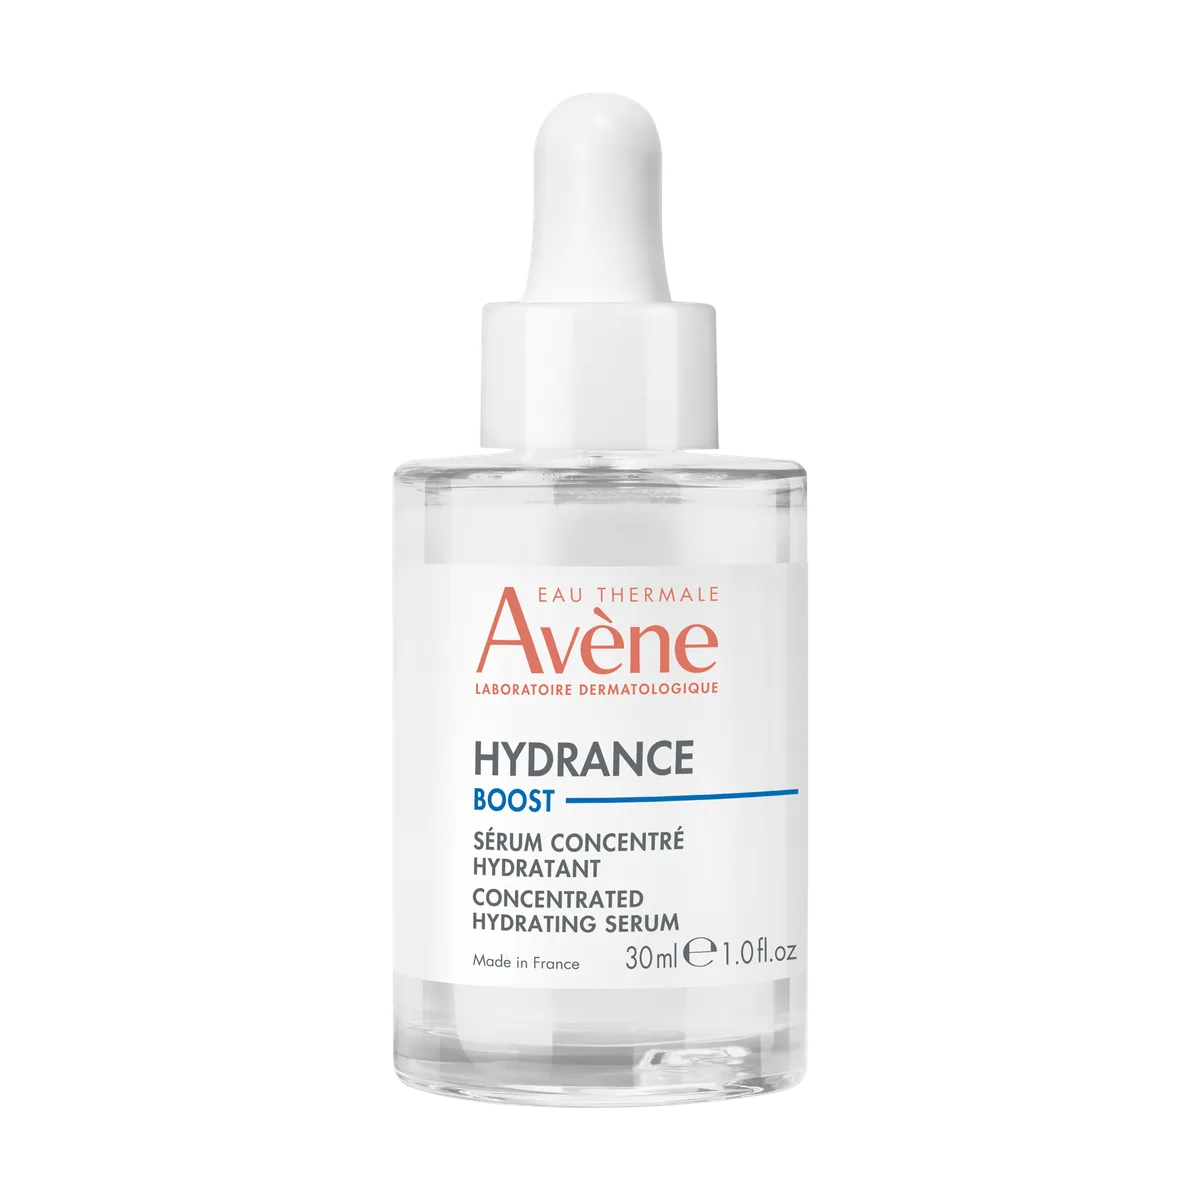 EAU THERMALE
Avène
LABORATOIRE DERMATOLOGIQUE
HYDRANCE
BOOST
SÉRUM CONCENTRÉ
HYDRATANT
CONCENTRATED
HYDRATING SERUM
Made in France 30ml ℮ 1.0fl.oz